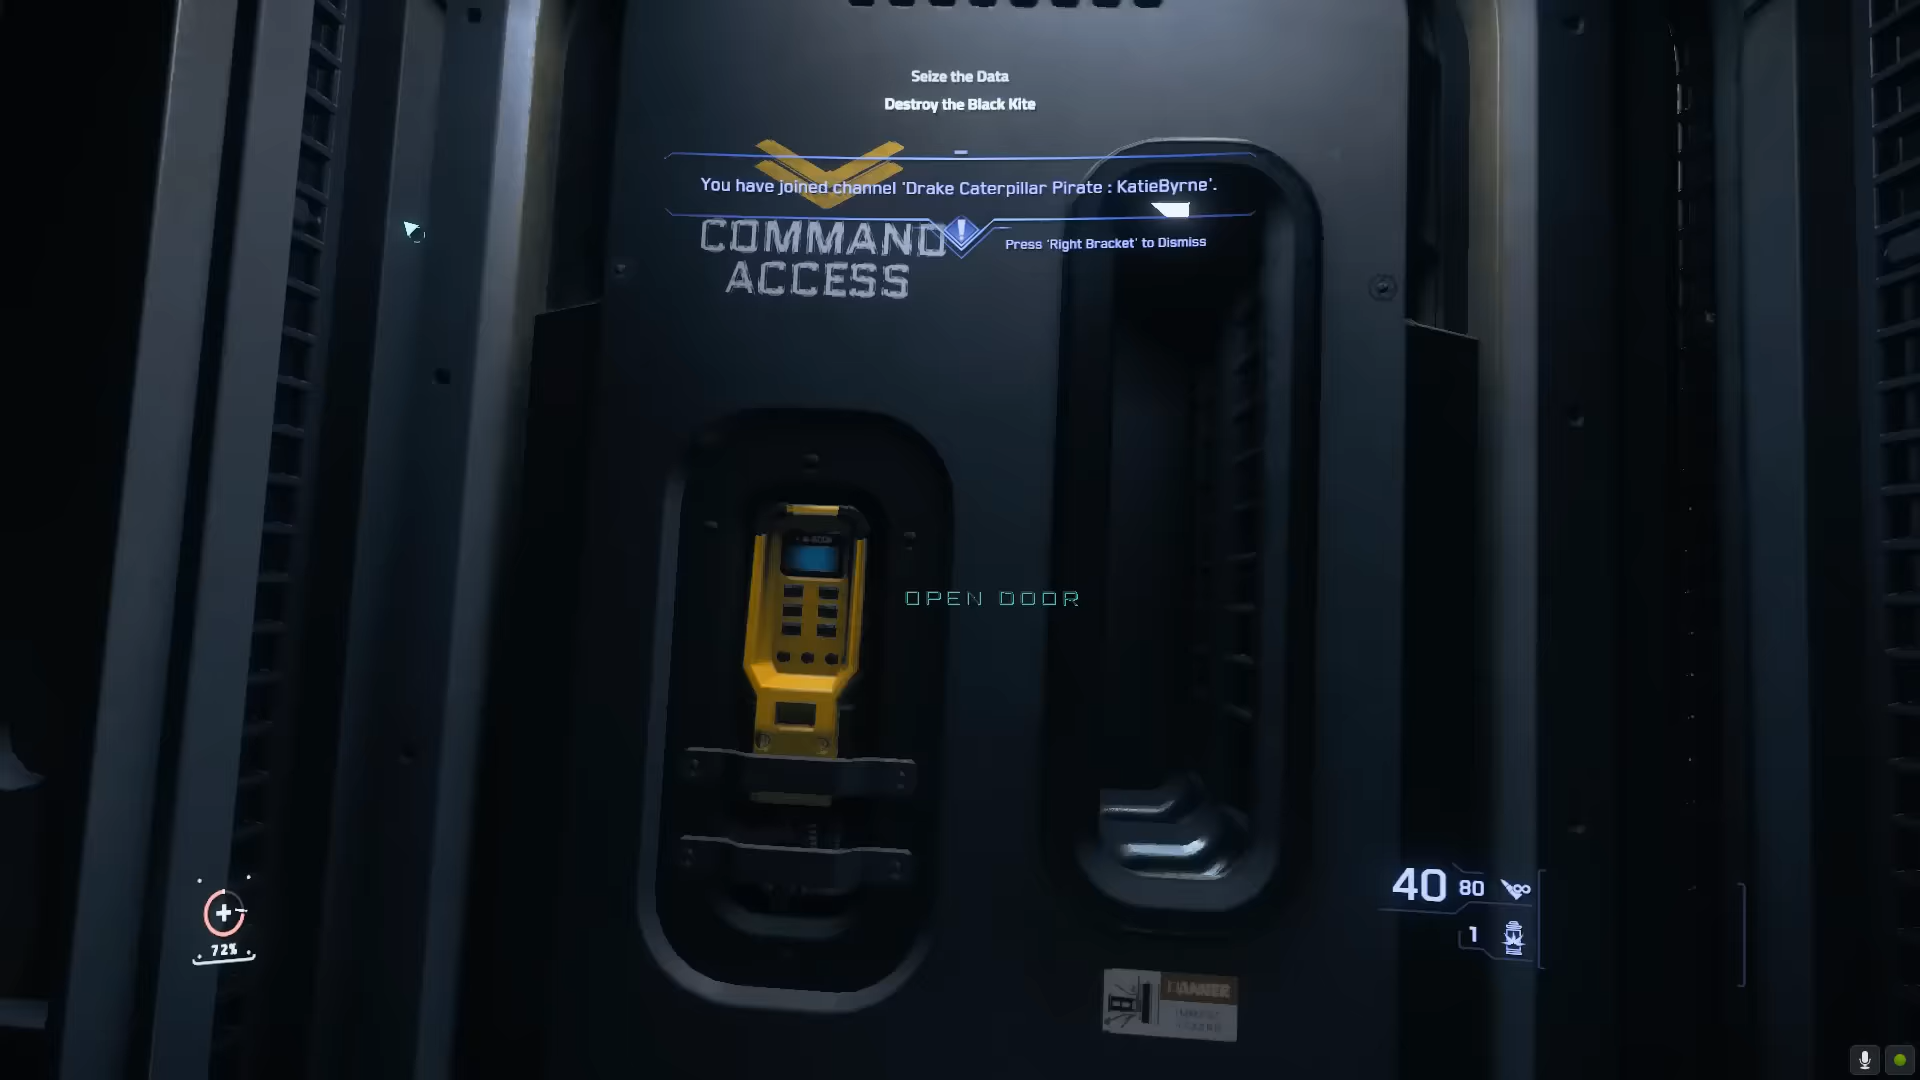 Seize the Data
Destroy the Black Kite
You have joined channel 'Drake Caterpillar Pirate : KatieByrne'.
Press 'Right Bracket' to Dismiss
COMMAND
ACCESS
OPEN DOOR
40 80
1
72%